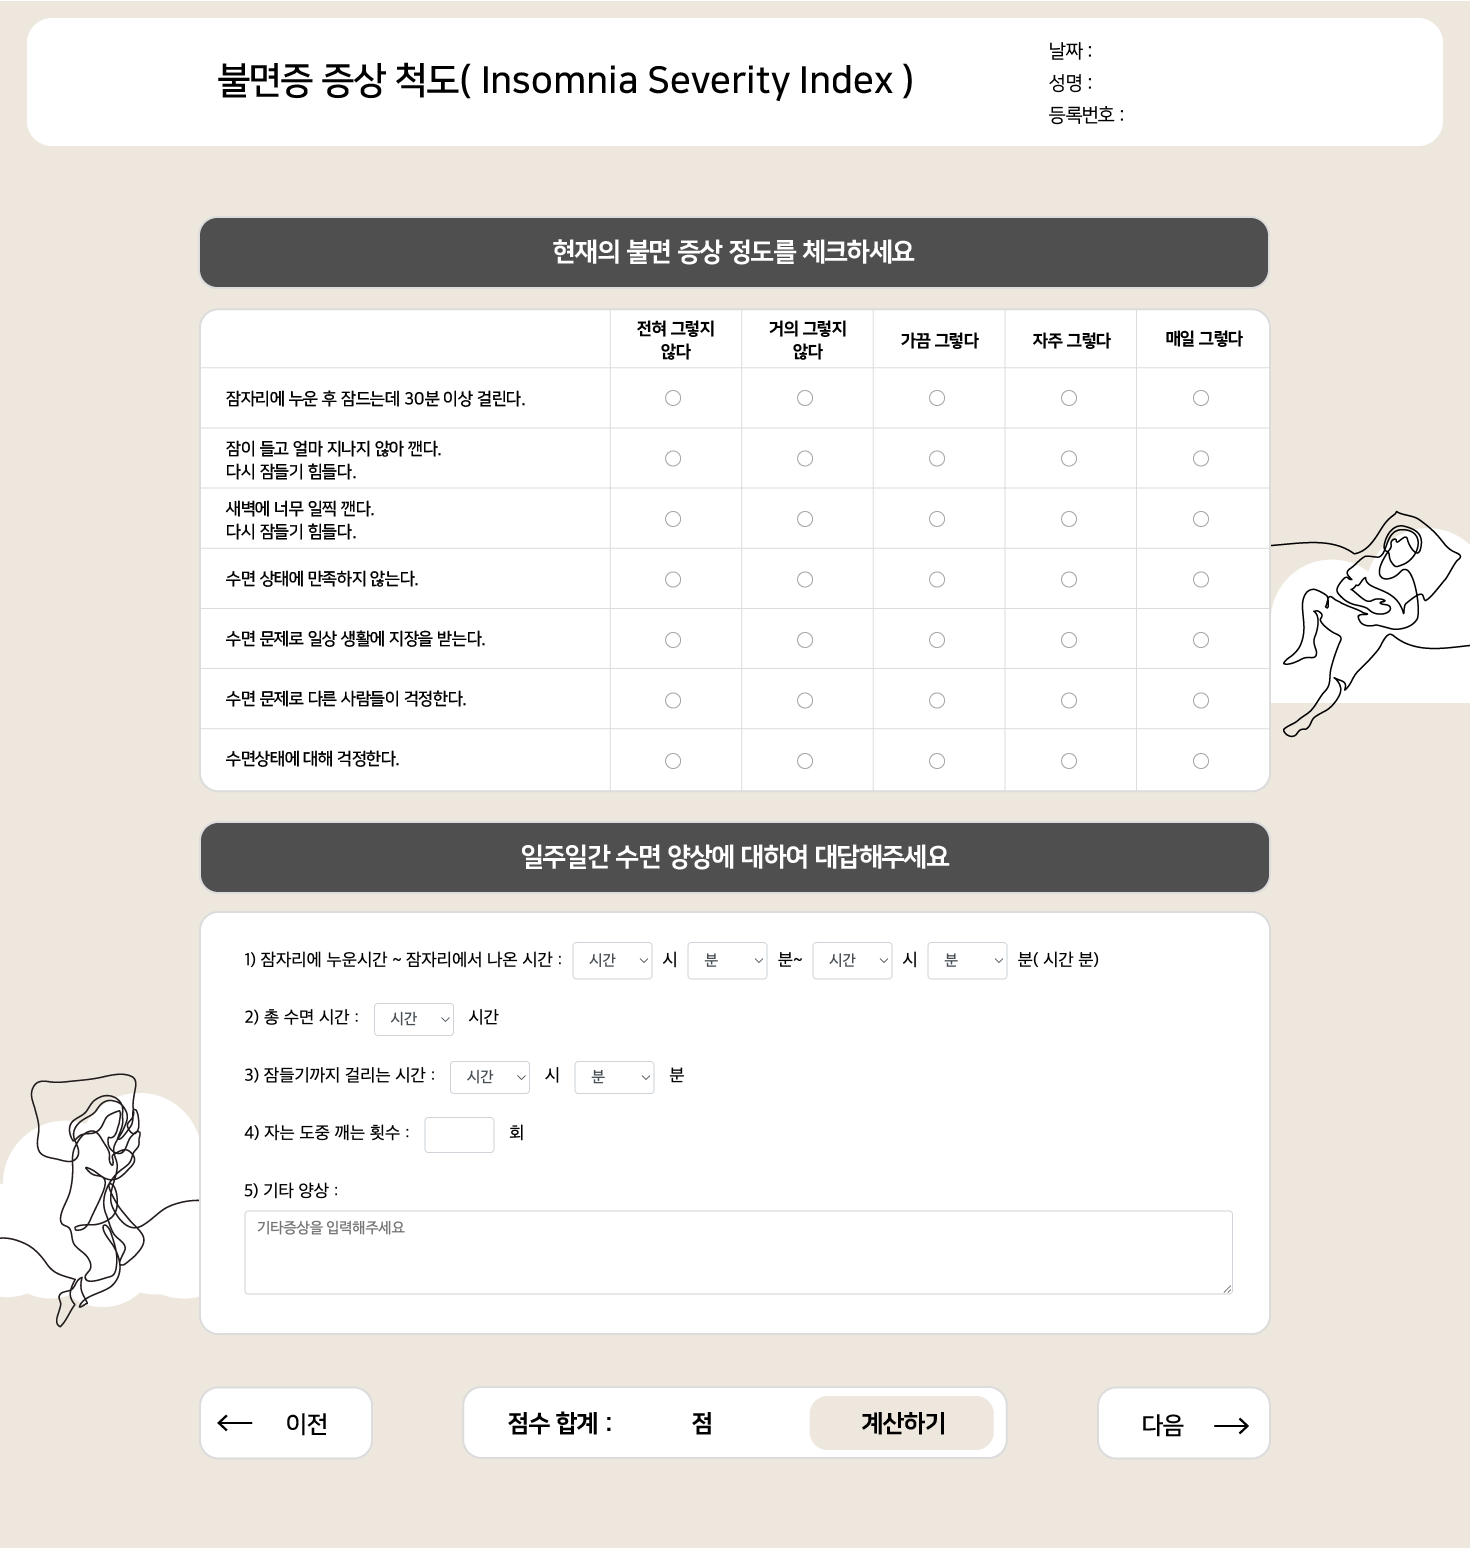 불면증 증상 척도( Insomnia Severity Index )
날짜 :
성명 :
등록번호 :
현재의 불면 증상 정도를 체크하세요
전혀 그렇지
않다
거의 그렇지
않다
가끔 그렇다
자주 그렇다
매일 그렇다
잠자리에 누운 후 잠드는데 30분 이상 걸린다.
잠이 들고 얼마 지나지 않아 깬다.
다시 잠들기 힘들다.
새벽에 너무 일찍 깬다.
다시 잠들기 힘들다.
수면 상태에 만족하지 않는다.
수면 문제로 일상 생활에 지장을 받는다.
수면 문제로 다른 사람들이 걱정한다.
수면상태에 대해 걱정한다.
일주일간 수면 양상에 대하여 대답해주세요
1) 잠자리에 누운시간 ~ 잠자리에서 나온 시간 : 시간 시 분 분~ 시간 시 분 분( 시간 분)
2) 총 수면 시간 : 시간 시간
3) 잠들기까지 걸리는 시간 : 시간 시 분 분
4) 자는 도중 깨는 횟수 : 회
5) 기타 양상 :
기타증상을 입력해주세요
이전
점수 합계 : 점
계산하기
다음